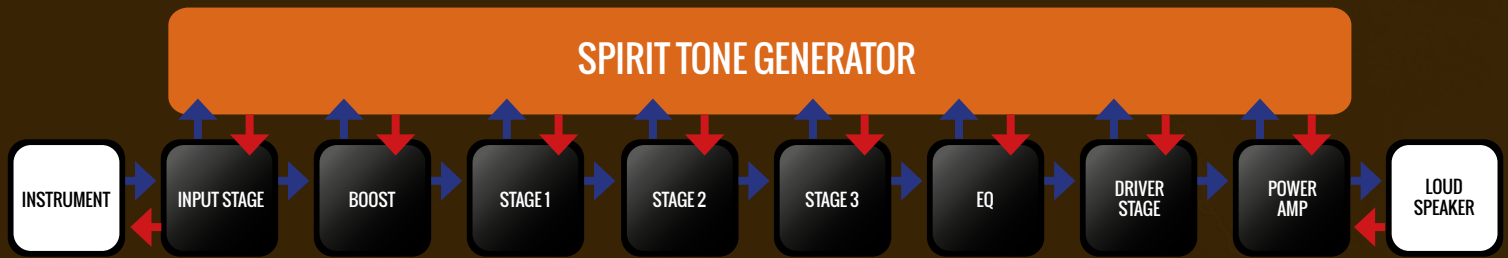 SPIRIT TONE GENERATOR
INSTRUMENT
INPUT STAGE
BOOST
STAGE 1
STAGE 2
STAGE 3
EQ
DRIVER
STAGE
POWER
AMP
LOUD
SPEAKER